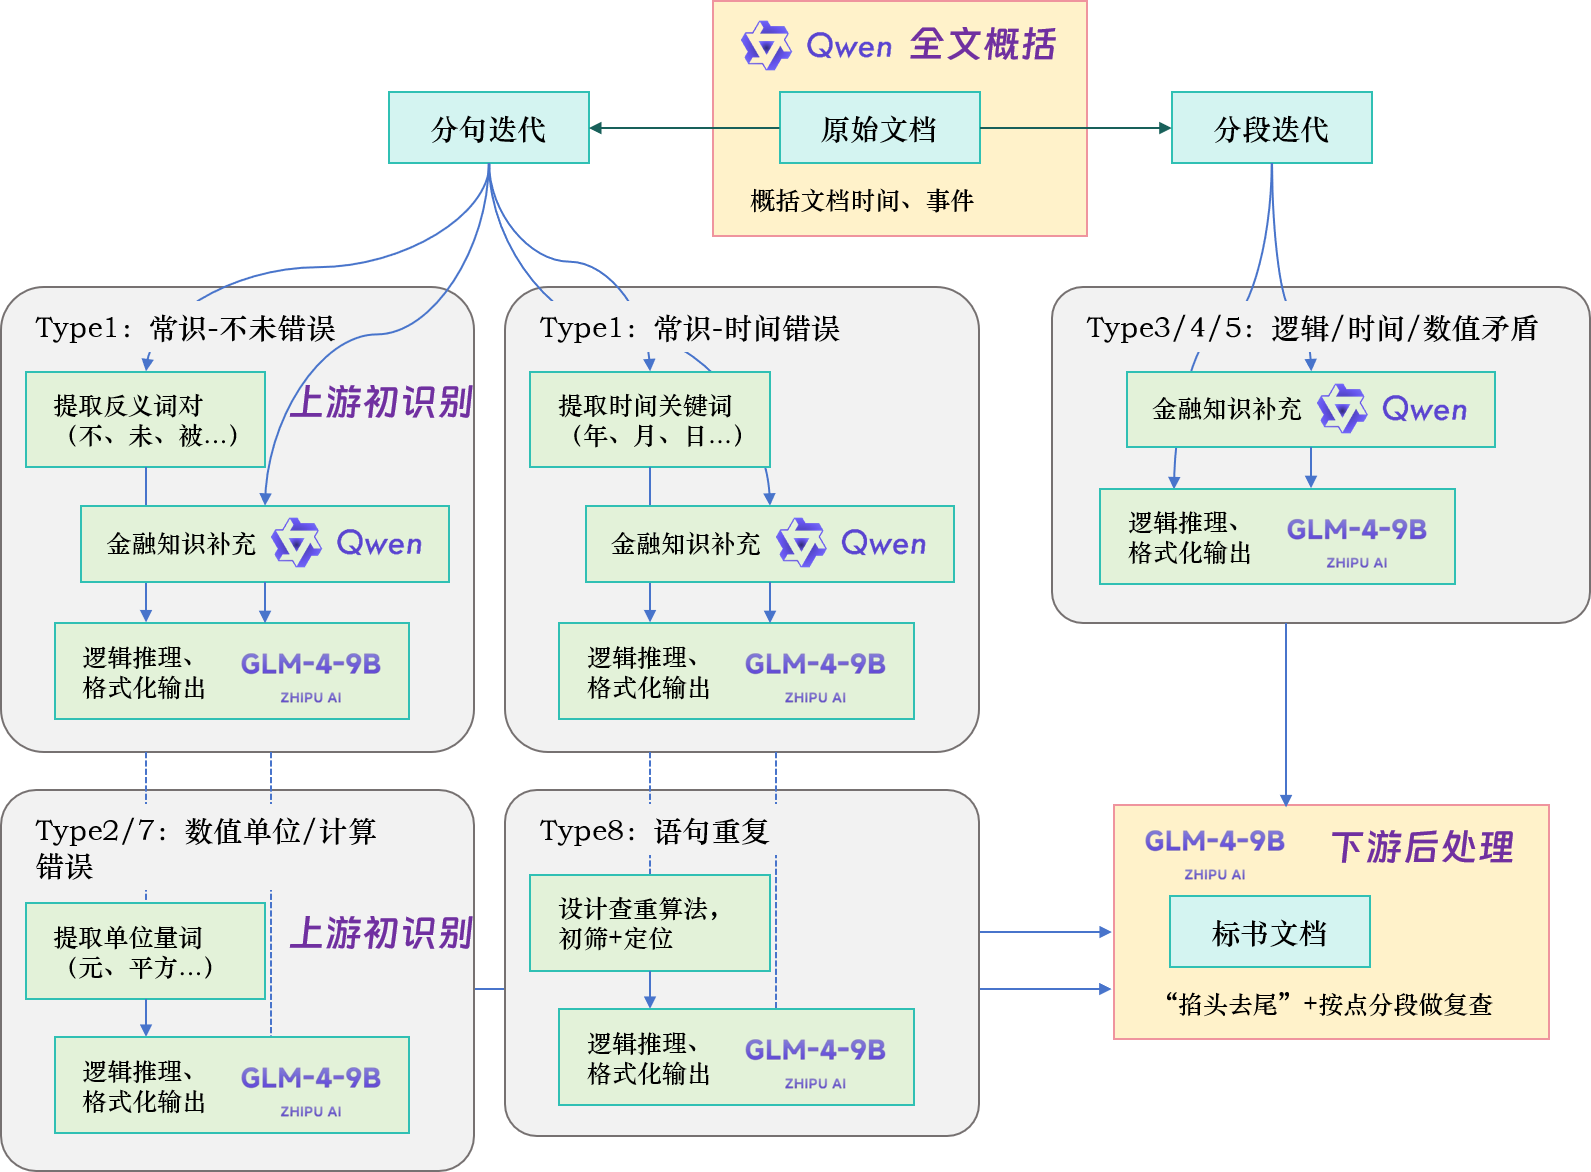 Qwen 全文概括
分句迭代
原始文档
分段迭代
概括文档时间、事件
Type1：常识-不未错误
提取反义词对
（不、未、被...）
上游初识别
金融知识补充 Qwen
逻辑推理、
格式化输出
GLM-4-9B
ZHIPU AI
Type1：常识-时间错误
提取时间关键词
（年、月、日...）
金融知识补充 Qwen
逻辑推理、
格式化输出
GLM-4-9B
ZHIPU AI
Type3/4/5：逻辑/时间/数值矛盾
金融知识补充 Qwen
逻辑推理、
格式化输出
GLM-4-9B
ZHIPU AI
Type2/7：数值单位/计算
错误
提取单位量词
（元、平方...）
上游初识别
逻辑推理、
格式化输出
GLM-4-9B
ZHIPU AI
Type8：语句重复
设计查重算法，
初筛+定位
逻辑推理、
格式化输出
GLM-4-9B
ZHIPU AI
GLM-4-9B
ZHIPU AI
下游后处理
标书文档
“掐头去尾”+按点分段做复查